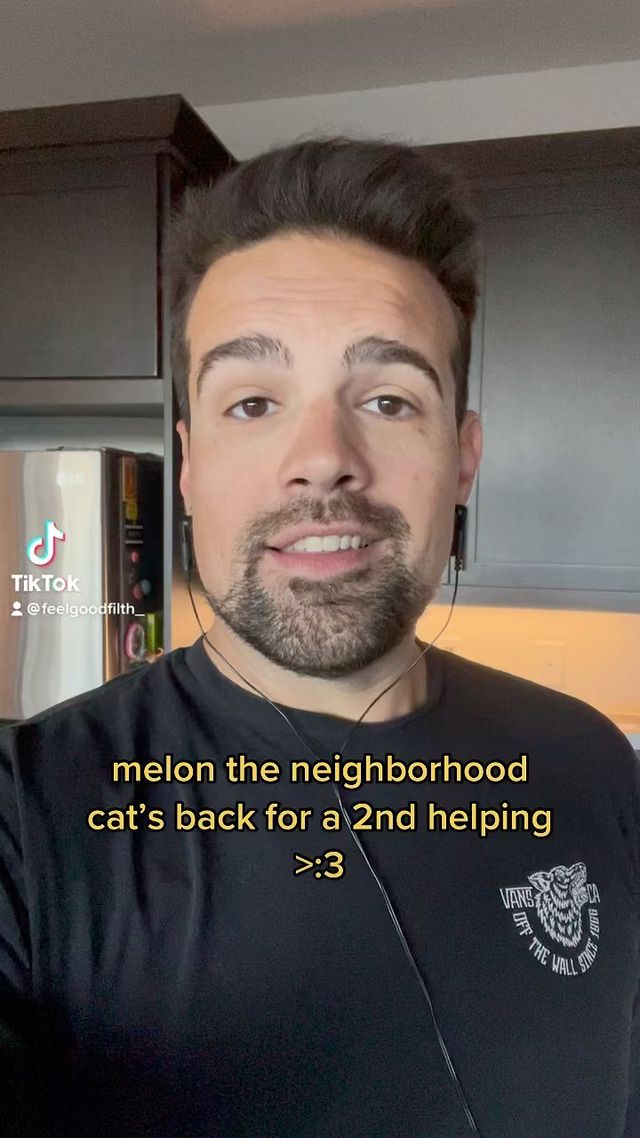 TikTok
@feelgoodfilth_
melon the neighborhood
cat’s back for a 2nd helping
>:3
VANS CA
OFF THE WALL SINCE 1966